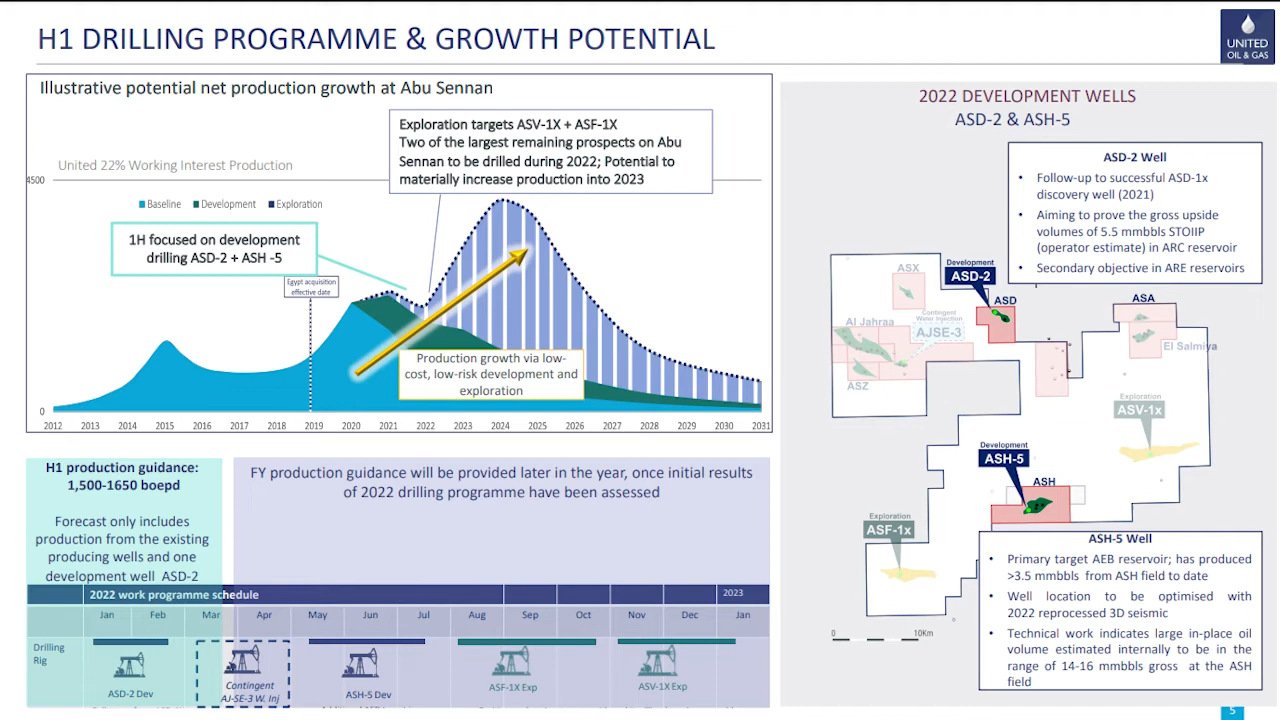 H1 DRILLING PROGRAMME & GROWTH POTENTIAL
UNITED
OIL & GAS
Illustrative potential net production growth at Abu Sennan
Exploration targets ASV-1X + ASF-1X
Two of the largest remaining prospects on Abu
Sennan to be drilled during 2022; Potential to
materially increase production into 2023
United 22% Working Interest Production
4500
Baseline
Development
Exploration
1H focused on development
drilling ASD-2 + ASH -5
Egypt acquisition
effective date
Production growth via low-
cost, low-risk development and
exploration
0
2012 2013 2014 2015 2016 2017 2018 2019 2020 2021 2022 2023 2024 2025 2026 2027 2028 2029 2030 2031
H1 production guidance:
1,500-1650 boepd
Forecast only includes
production from the existing
producing wells and one
development well ASD-2
FY production guidance will be provided later in the year, once initial results
of 2022 drilling programme have been assessed
2022 work programme schedule
2023
Jan Feb Mar Apr May Jun Jul Aug Sep Oct Nov Dec Jan
Drilling
Rig
ASD-2 Dev
Contingent
AJ-SE-3 W. Inj
ASH-5 Dev
ASF-1X Exp
ASV-1X Exp
2022 DEVELOPMENT WELLS
ASD-2 & ASH-5
ASD-2 Well
• Follow-up to successful ASD-1x
discovery well (2021)
• Aiming to prove the gross upside
volumes of 5.5 mmbbls STOIIP
(operator estimate) in ARC reservoir
• Secondary objective in ARE reservoirs
Development
ASD-2
ASX
ASD
ASA
Contingent
Water Injection
AJSE-3
Al Jahraa
El Salmiya
ASZ
Exploration
ASV-1x
Development
ASH-5
ASH
Exploration
ASF-1x
0 10Km
ASH-5 Well
• Primary target AEB reservoir; has produced
>3.5 mmbbls from ASH field to date
• Well location to be optimised with
2022 reprocessed 3D seismic
• Technical work indicates large in-place oil
volume estimated internally to be in the
range of 14-16 mmbbls gross at the ASH
field
5